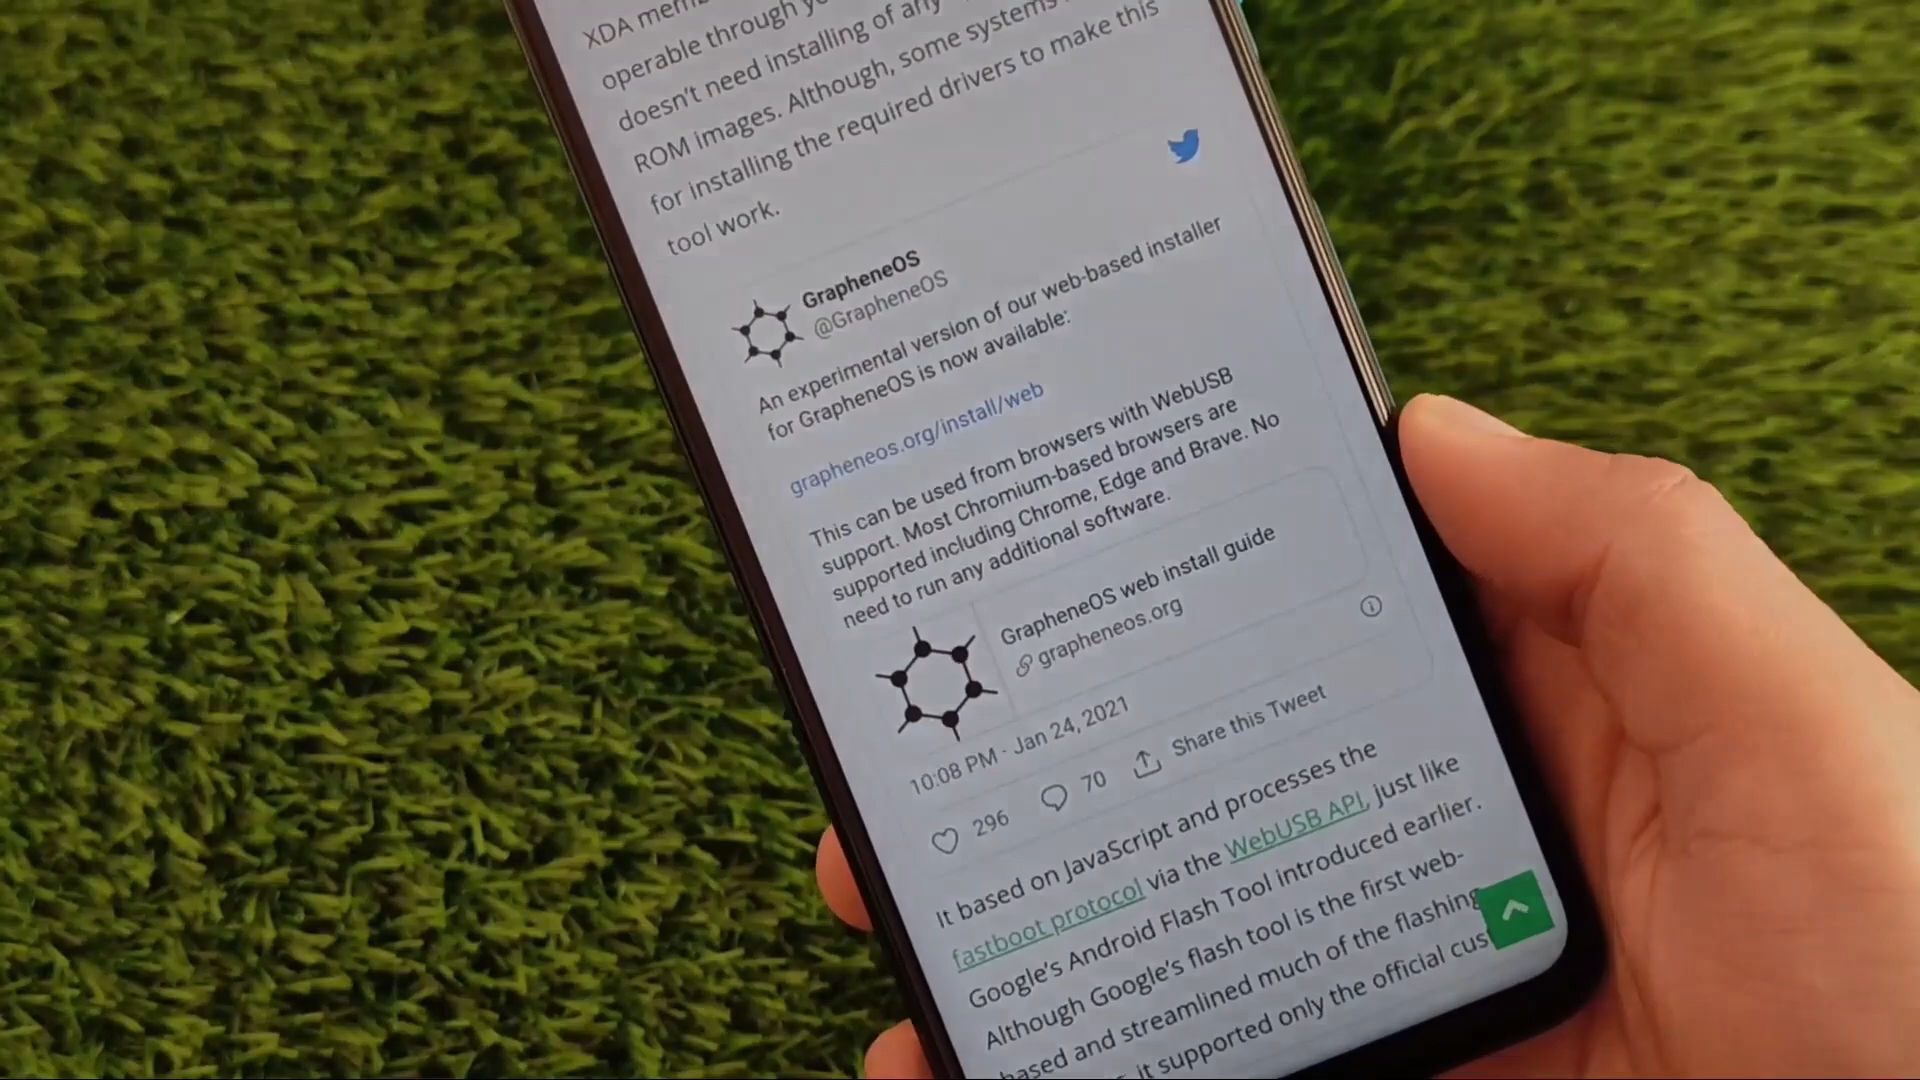 XDA
operable through
doesn't need installing of any
ROM images. Although, some systems
for installing the required drivers to make this
tool work.
GrapheneOS
@GrapheneOS
An experimental version of our web-based installer
for GrapheneOS is now available:
grapheneos.org/install/web
This can be used from browsers with WebUSB
support. Most Chromium-based browsers are
supported including Chrome, Edge and Brave. No
need to run any additional software.
GrapheneOS web install guide
grapheneos.org
10:08 PM · Jan 24, 2021
296 70 Share this Tweet
It based on JavaScript and processes the
fastboot protocol via the WebUSB API, just like
Google's Android Flash Tool introduced earlier.
Although Google's flash tool is the first web-
based and streamlined much of the flashing
it supported only the official